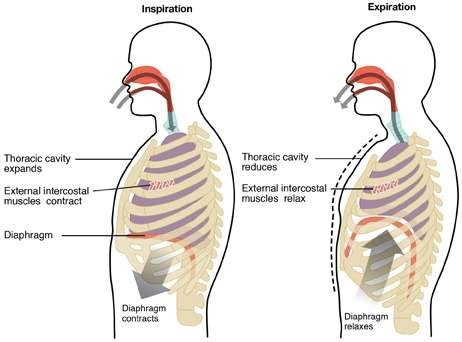 Inspiration
Expiration
Thoracic cavity
expands
External intercostal
muscles contract
Diaphragm
Diaphragm
contracts
Thoracic cavity
reduces
External intercostal
muscles relax
Diaphragm
relaxes